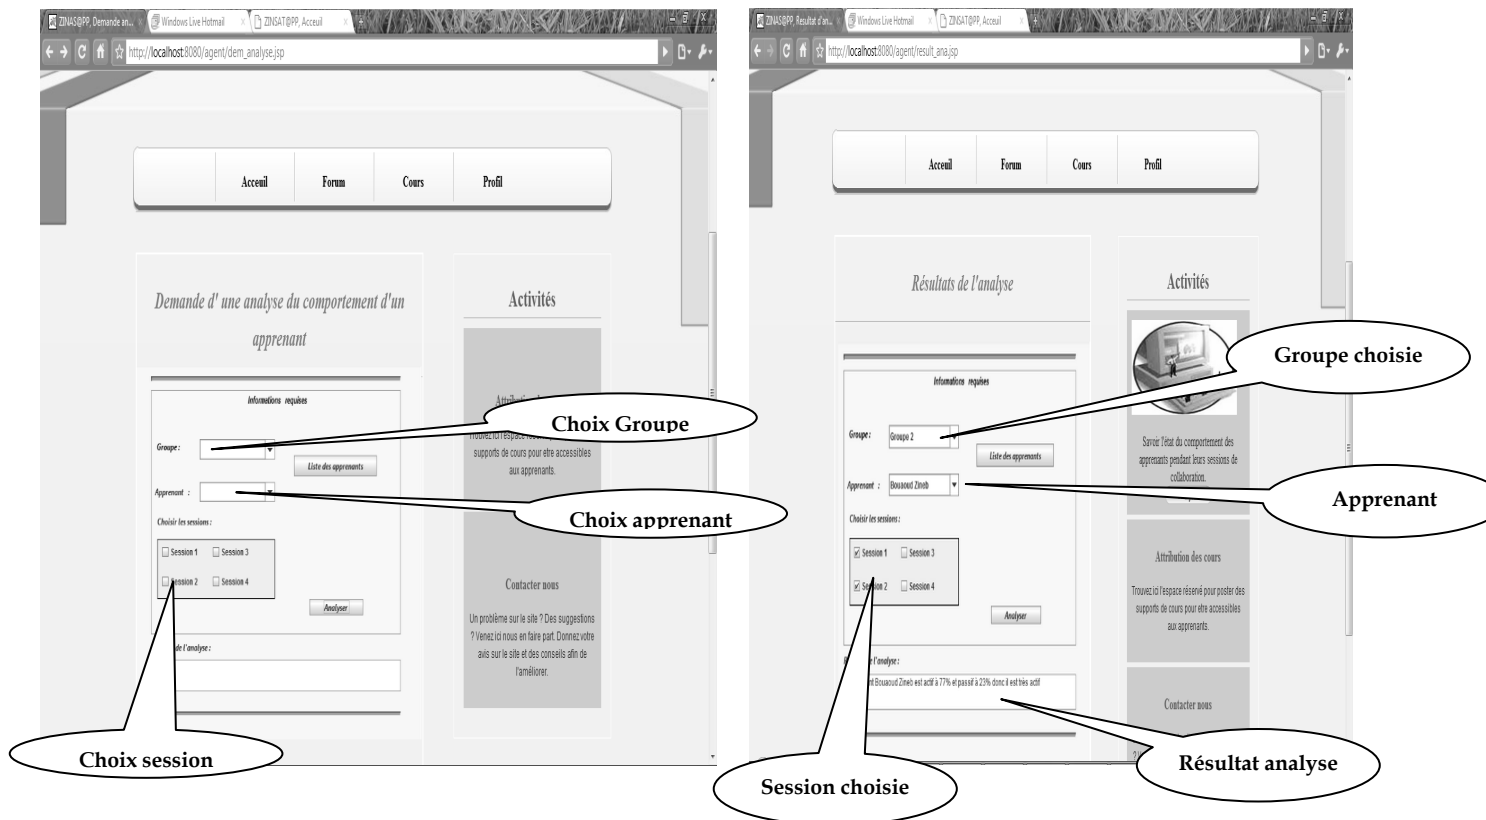 ZINAS@PP, Demande an...
Windows Live Hotmail
ZINSAT@PP, Acceuil
http://localhost:8080/agent/dem_analyse.jsp
Acceuil Forum Cours Profil
Demande d' une analyse du comportement d'un
apprenant
Informations requises
Groupe :
Liste des apprenants
Apprenant :
Choisir les sessions :
Session 1 Session 3
Session 2 Session 4
Analyser
de l'analyse :
Activités
Trouvez ici l'espace
supports de cours pour etre accessibles
aux apprenants.
Contacter nous
Un problème sur le site ? Des suggestions
? Venez ici nous en faire part. Donnez votre
avis sur le site et des conseils afin de
l'améliorer.
Choix Groupe
Choix apprenant
Choix session
ZINAS@PP, Resultat d'an...
Windows Live Hotmail
ZINSAT@PP, Acceuil
http://localhost:8080/agent/result_ana.jsp
Acceuil Forum Cours Profil
Résultats de l'analyse
Informations requises
Groupe : Groupe 2
Liste des apprenants
Apprenant : Bouaoud Zineb
Choisir les sessions :
Session 1 Session 3
Session 2 Session 4
Analyser
l'analyse :
nt Bouaoud Zineb est actif à 77% et passif à 23% donc il est très actif
Activités
Savoir l'état du comportement des
apprenants pendant leurs sessions de
collaboration.
Attribution des cours
Trouvez ici l'espace réservé pour poster des
supports de cours pour etre accessibles
aux apprenants.
Contacter nous
Groupe choisie
Apprenant
Session choisie
Résultat analyse